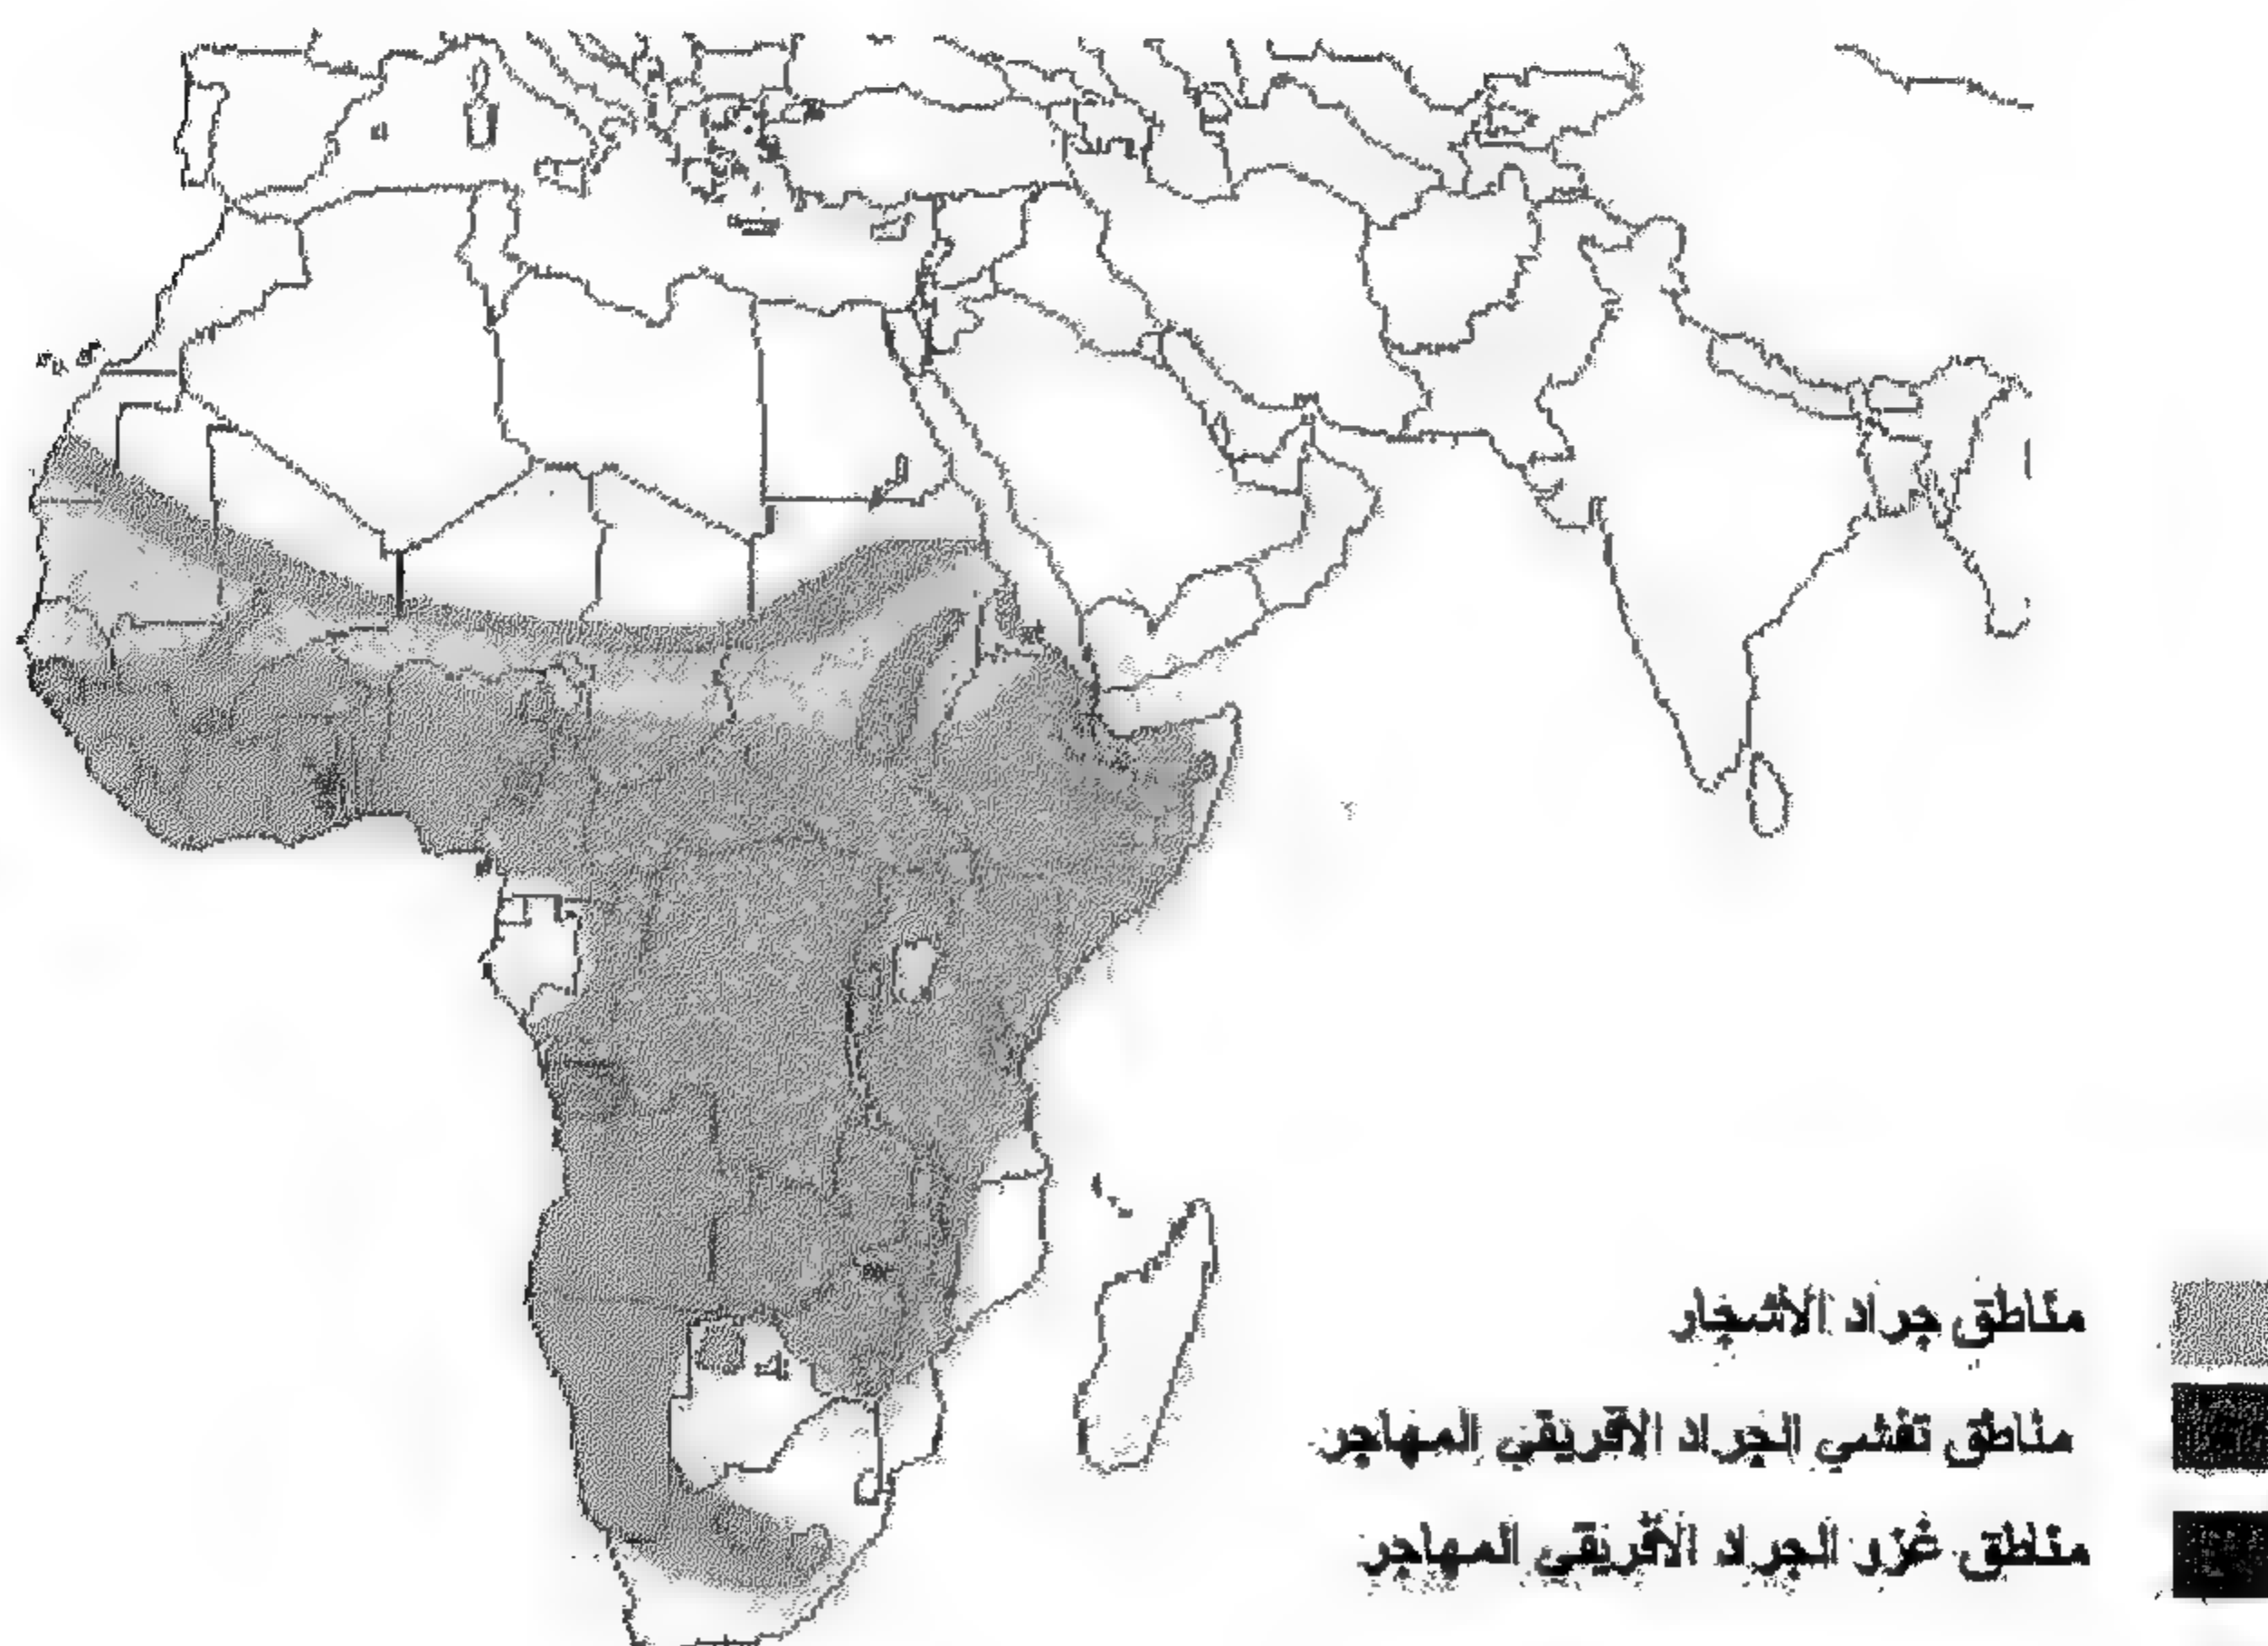 مناطق جراد الأشجار
مناطق تفشي الجراد الأفريقي المهاجر
مناطق غزو الجراد الأفريقي المهاجر